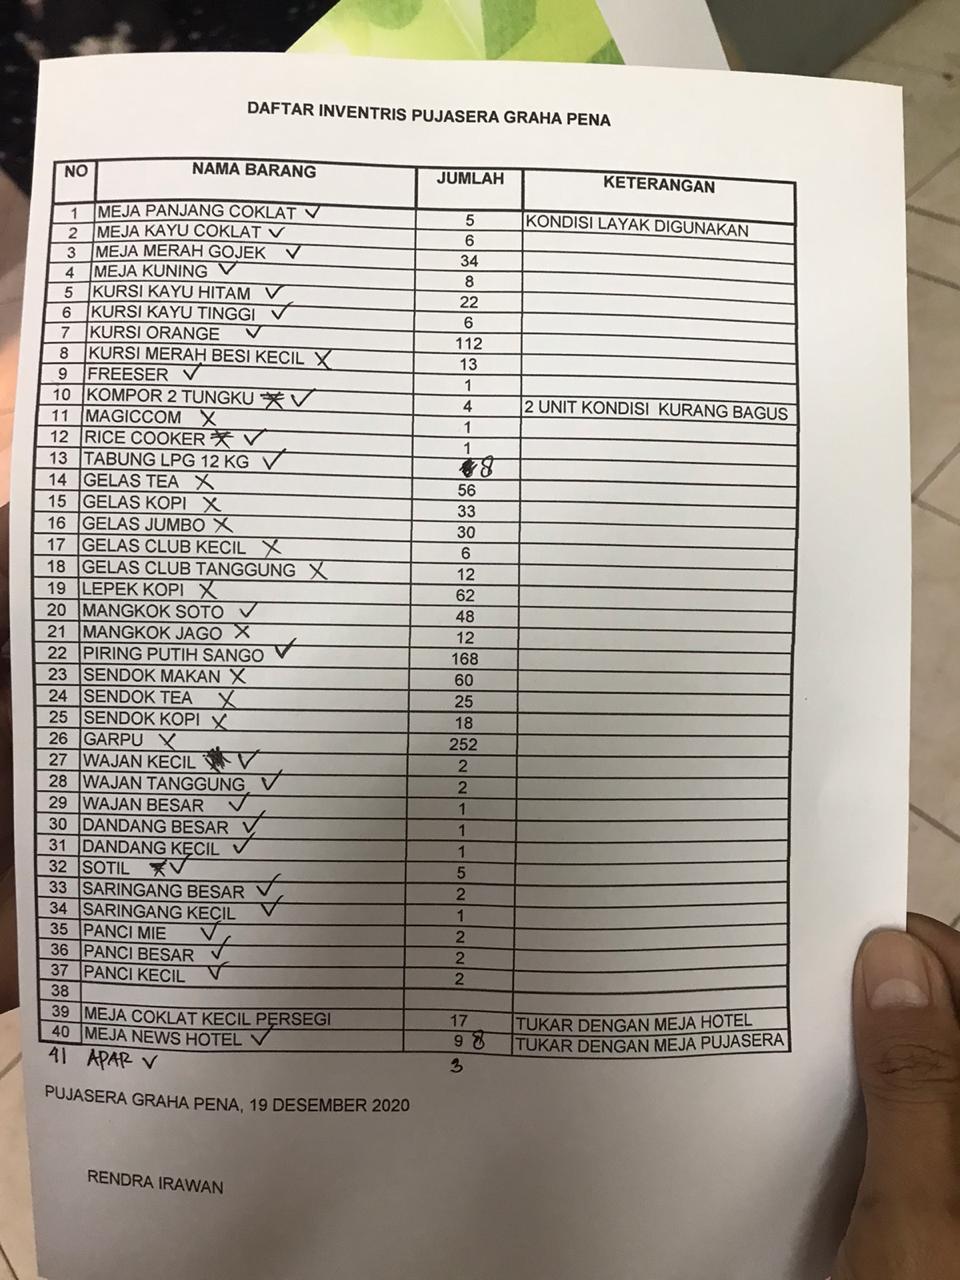 DAFTAR INVENTRIS PUJASERA GRAHA PENA
NO NAMA BARANG JUMLAH KETERANGAN
1 MEJA PANJANG COKLAT ✓ 5 KONDISI LAYAK DIGUNAKAN
2 MEJA KAYU COKLAT ✓ 6
3 MEJA MERAH GOJEK ✓ 34
4 MEJA KUNING ✓ 8
5 KURSI KAYU HITAM ✓ 22
6 KURSI KAYU TINGGI ✓ 6
7 KURSI ORANGE ✓ 112
8 KURSI MERAH BESI KECIL X 13
9 FREESER ✓ 1
10 KOMPOR 2 TUNGKU ✓ 4 2 UNIT KONDISI KURANG BAGUS
11 MAGICCOM X 1
12 RICE COOKER ✓ 1
13 TABUNG LPG 12 KG ✓ 8
14 GELAS TEA X 56
15 GELAS KOPI X 33
16 GELAS JUMBO X 30
17 GELAS CLUB KECIL X 6
18 GELAS CLUB TANGGUNG X 12
19 LEPEK KOPI X 62
20 MANGKOK SOTO ✓ 48
21 MANGKOK JAGO X 12
22 PIRING PUTIH SANGO ✓ 168
23 SENDOK MAKAN X 60
24 SENDOK TEA X 25
25 SENDOK KOPI X 18
26 GARPU X 252
27 WAJAN KECIL ✓ 2
28 WAJAN TANGGUNG ✓ 2
29 WAJAN BESAR ✓ 1
30 DANDANG BESAR ✓ 1
31 DANDANG KECIL ✓ 1
32 SOTIL ✓ 5
33 SARINGANG BESAR ✓ 2
34 SARINGANG KECIL ✓ 1
35 PANCI MIE ✓ 2
36 PANCI BESAR ✓ 2
37 PANCI KECIL ✓ 2
38
39 MEJA COKLAT KECIL PERSEGI 17 TUKAR DENGAN MEJA HOTEL
40 MEJA NEWS HOTEL ✓ 9 8 TUKAR DENGAN MEJA PUJASERA
41 APAR ✓ 3
PUJASERA GRAHA PENA, 19 DESEMBER 2020
RENDRA IRAWAN